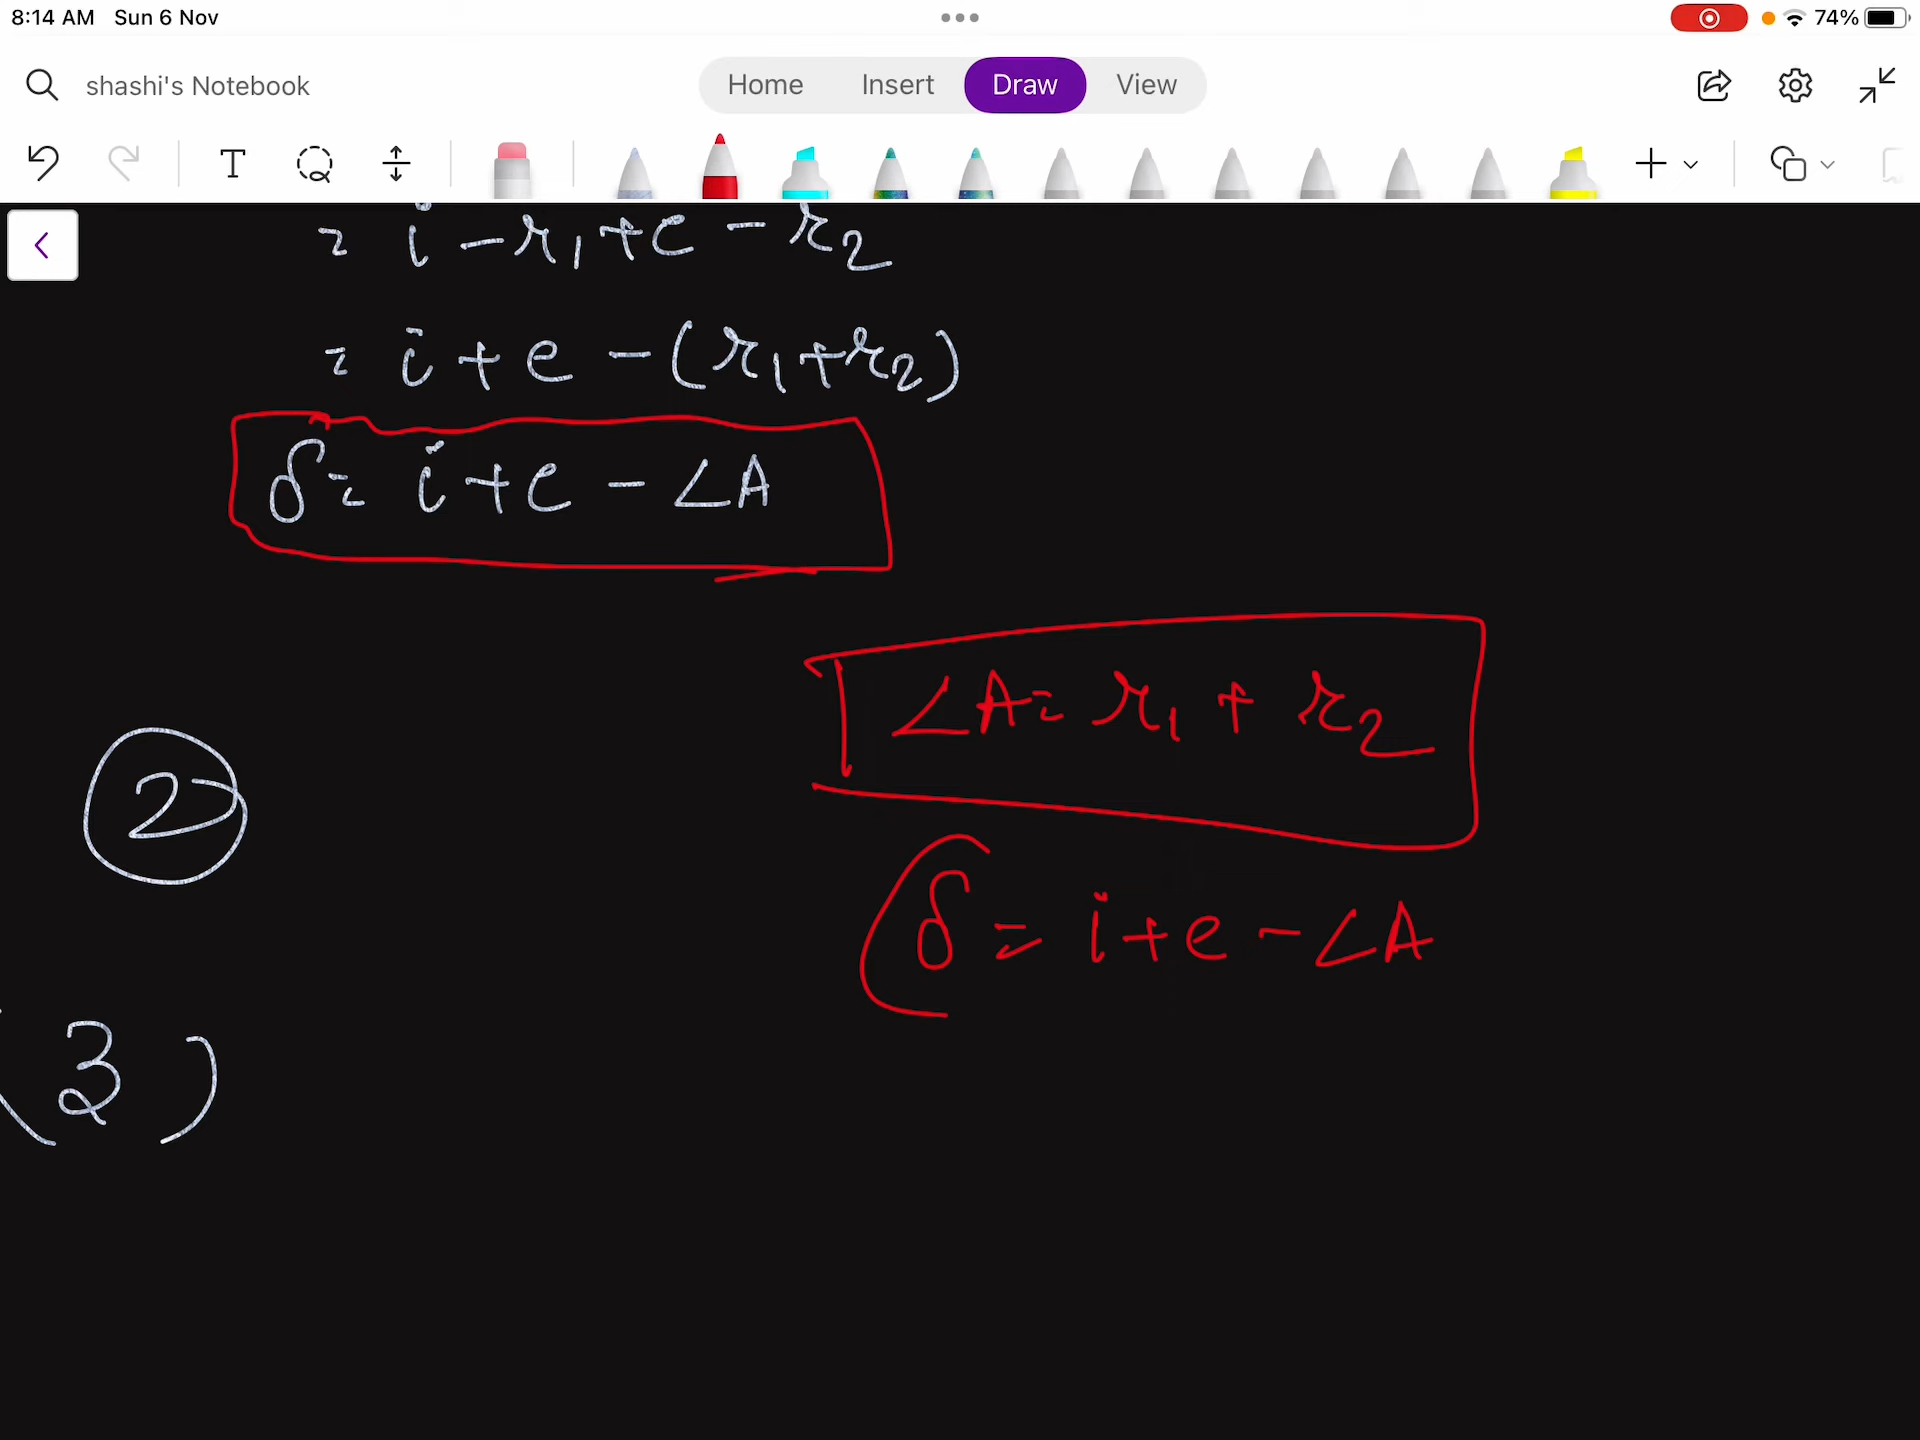 8:14 AM Sun 6 Nov
74%
shashi's Notebook
Home Insert Draw View
T
= i - r₁ + e - r₂
= i + e - (r₁ + r₂)
δ = i + e - ∠A
∠A = r₁ + r₂
2
δ = i + e - ∠A
(3)